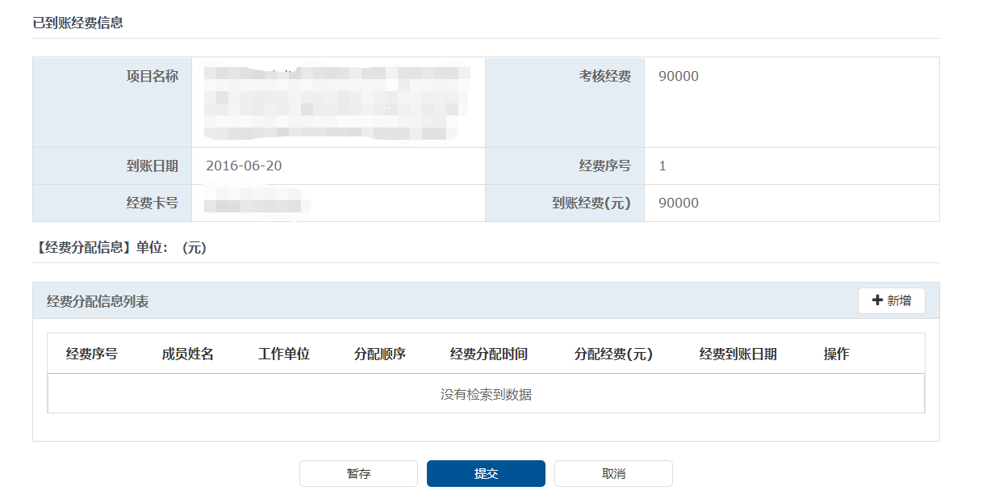 已到账经费信息
项目名称 考核经费 90000
到账日期 2016-06-20 经费序号 1
经费卡号 到账经费(元) 90000
【经费分配信息】单位: (元)
经费分配信息列表 新增
经费序号 成员姓名 工作单位 分配顺序 经费分配时间 分配经费(元) 经费到账日期 操作
没有检索到数据
暂存 提交 取消